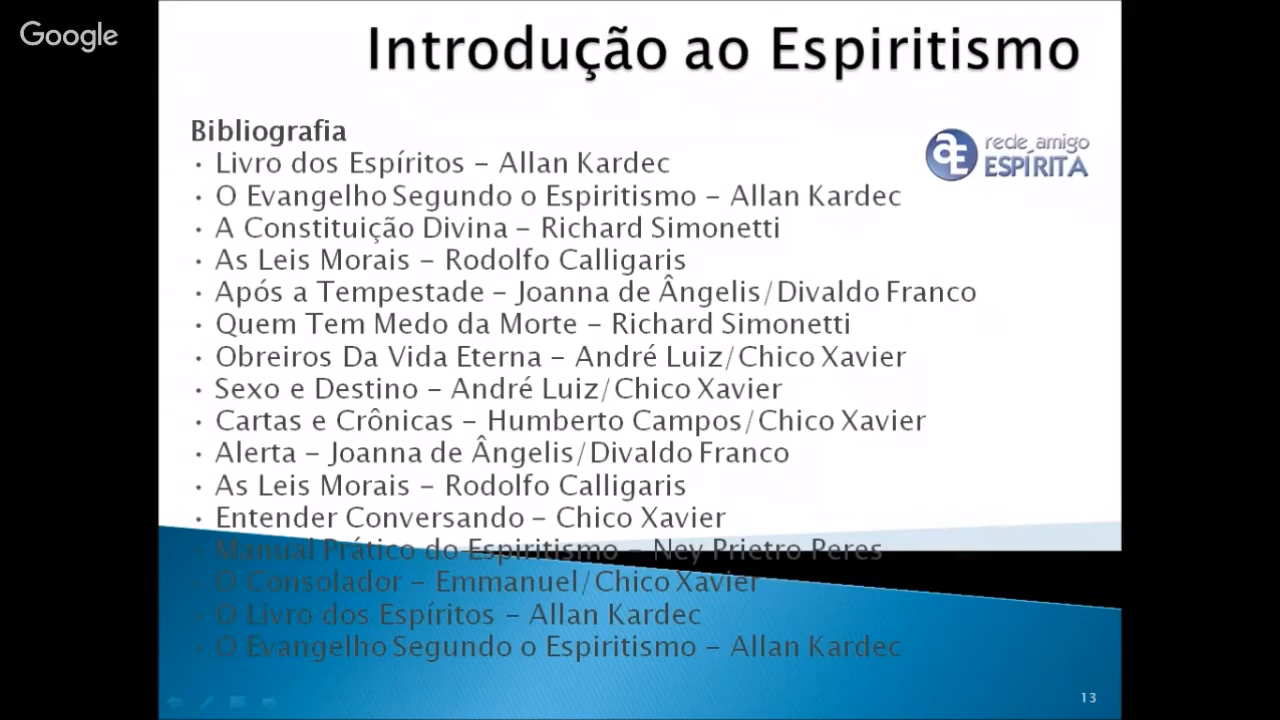 Google
Introdução ao Espiritismo
Bibliografia
rede amigo
ESPÍRITA
• Livro dos Espíritos – Allan Kardec
• O Evangelho Segundo o Espiritismo – Allan Kardec
• A Constituição Divina – Richard Simonetti
• As Leis Morais – Rodolfo Calligaris
• Após a Tempestade – Joanna de Ângelis/Divaldo Franco
• Quem Tem Medo da Morte – Richard Simonetti
• Obreiros Da Vida Eterna – André Luiz/Chico Xavier
• Sexo e Destino – André Luiz/Chico Xavier
• Cartas e Crônicas – Humberto Campos/Chico Xavier
• Alerta – Joanna de Ângelis/Divaldo Franco
• As Leis Morais – Rodolfo Calligaris
• Entender Conversando – Chico Xavier
• Manual Prático do Espiritismo – Ney Prietro Peres
• O Consolador – Emmanuel/Chico Xavier
• O Livro dos Espíritos – Allan Kardec
• O Evangelho Segundo o Espiritismo – Allan Kardec
13